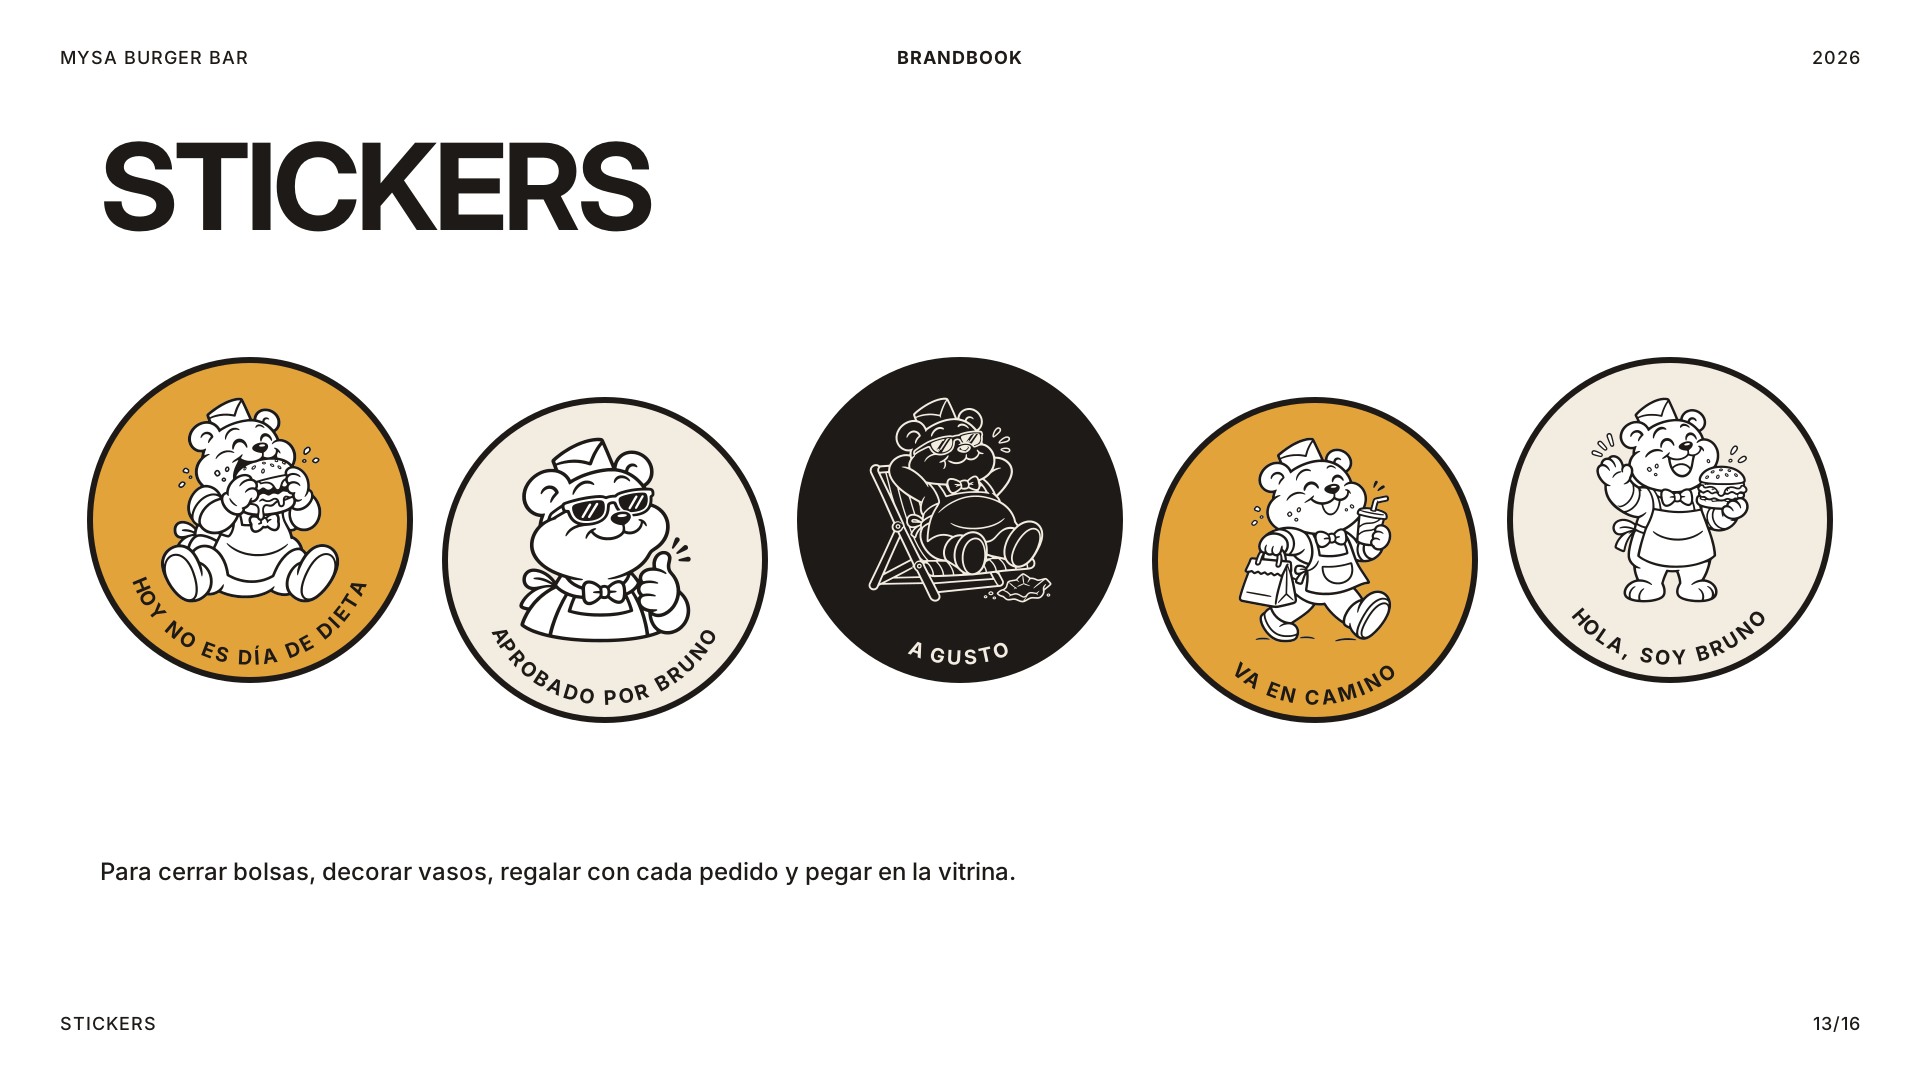 MYSA BURGER BAR
BRANDBOOK
2026
STICKERS
HOY NO ES DÍA DE DIETA
APROBADO POR BRUNO
A GUSTO
VA EN CAMINO
HOLA, SOY BRUNO
Para cerrar bolsas, decorar vasos, regalar con cada pedido y pegar en la vitrina.
STICKERS
13/16